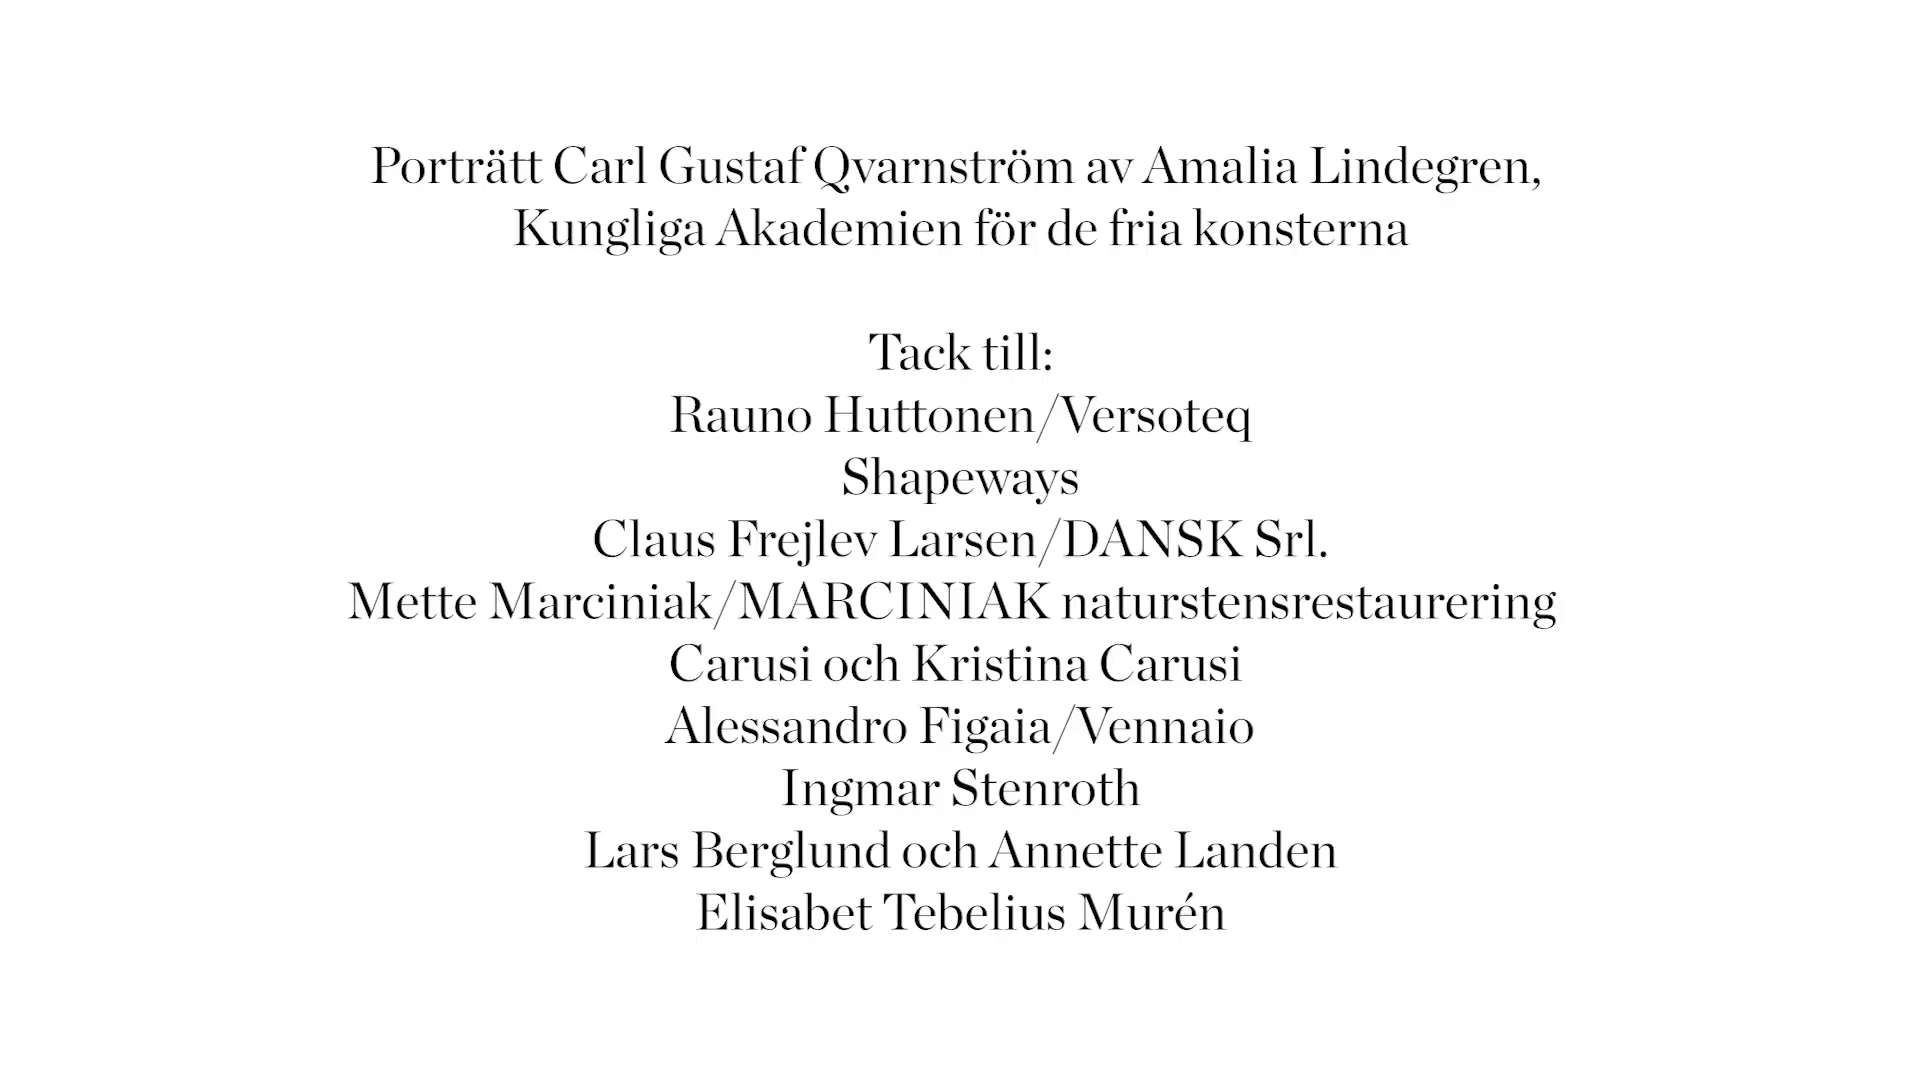 Porträtt Carl Gustaf Qvarnström av Amalia Lindegren,
Kungliga Akademien för de fria konsterna
Tack till:
Rauno Huttonen/Versoteq
Shapeways
Claus Frejlev Larsen/DANSK Srl.
Mette Marciniak/MARCINIAK naturstensrestaurering
Carusi och Kristina Carusi
Alessandro Figaia/Vennaio
Ingmar Stenroth
Lars Berglund och Annette Landen
Elisabet Tebelius Murén